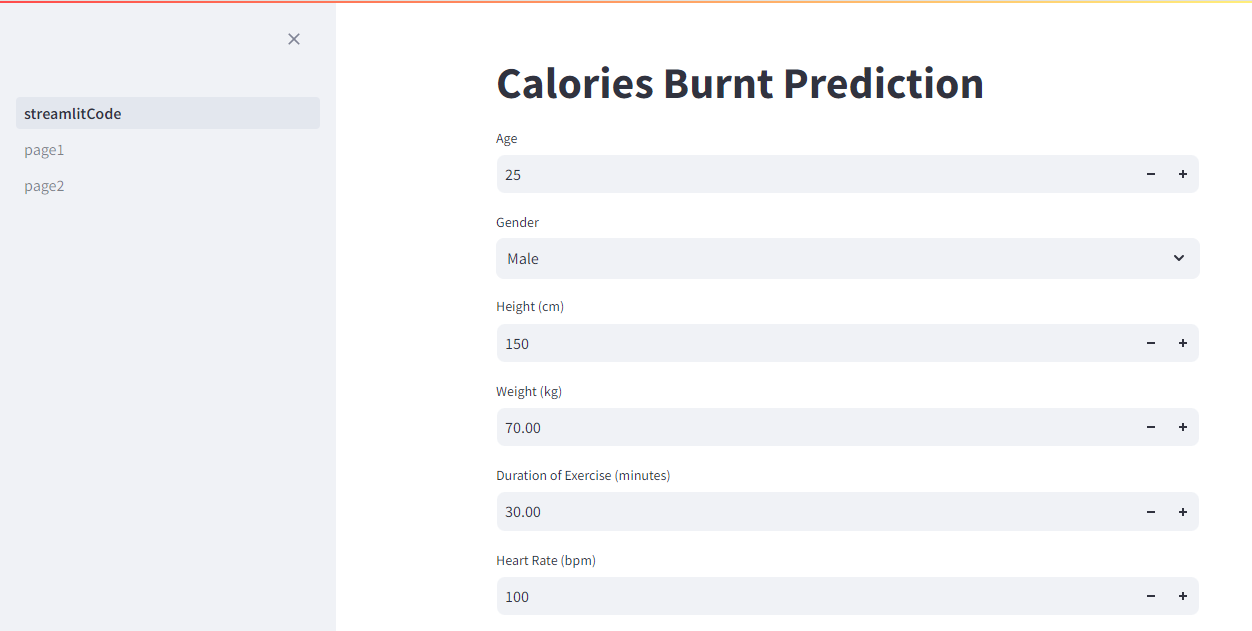 streamlitCode
page1
page2
Calories Burnt Prediction
Age
25
Gender
Male
Height (cm)
150
Weight (kg)
70.00
Duration of Exercise (minutes)
30.00
Heart Rate (bpm)
100